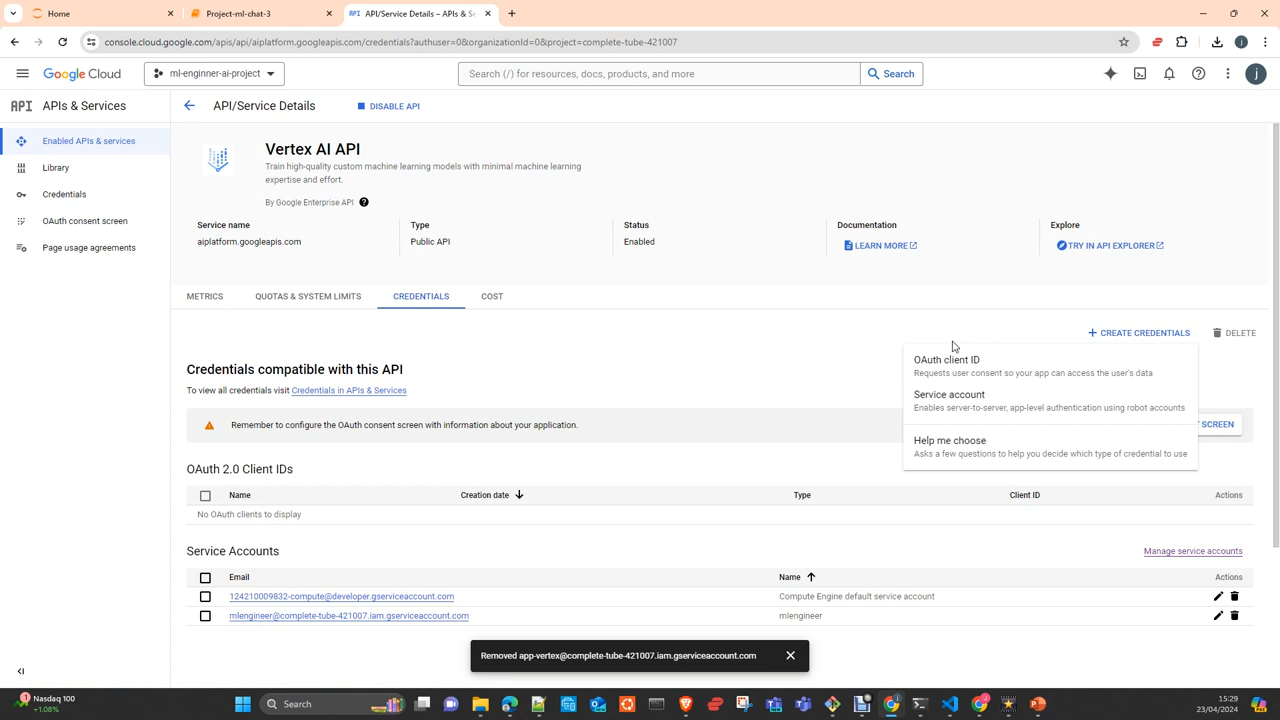 Home
Project-ml-chat-3
API/Service Details – APIs & Se
console.cloud.google.com/apis/api/aiplatform.googleapis.com/credentials?authuser=0&organizationId=0&project=complete-tube-421007
Google Cloud
ml-enginner-ai-project
Search (/) for resources, docs, products, and more
Search
j
API APIs & Services
API/Service Details
DISABLE API
Enabled APIs & services
Library
Credentials
OAuth consent screen
Page usage agreements
Vertex AI API
Train high-quality custom machine learning models with minimal machine learning
expertise and effort.
By Google Enterprise API
Service name
aiplatform.googleapis.com
Type
Public API
Status
Enabled
Documentation
LEARN MORE
Explore
TRY IN API EXPLORER
METRICS
QUOTAS & SYSTEM LIMITS
CREDENTIALS
COST
CREATE CREDENTIALS
DELETE
OAuth client ID
Requests user consent so your app can access the user's data
Service account
Enables server-to-server, app-level authentication using robot accounts
Help me choose
Asks a few questions to help you decide which type of credential to use
Credentials compatible with this API
To view all credentials visit Credentials in APIs & Services
Remember to configure the OAuth consent screen with information about your application.
SCREEN
OAuth 2.0 Client IDs
Name Creation date Type Client ID Actions
No OAuth clients to display
Service Accounts
Manage service accounts
Email Name Actions
124210009832-compute@developer.gserviceaccount.com Compute Engine default service account
mlengineer@complete-tube-421007.iam.gserviceaccount.com mlengineer
Removed app-vertex@complete-tube-421007.iam.gserviceaccount.com
Nasdaq 100
+1.08%
Search
15:29
23/04/2024